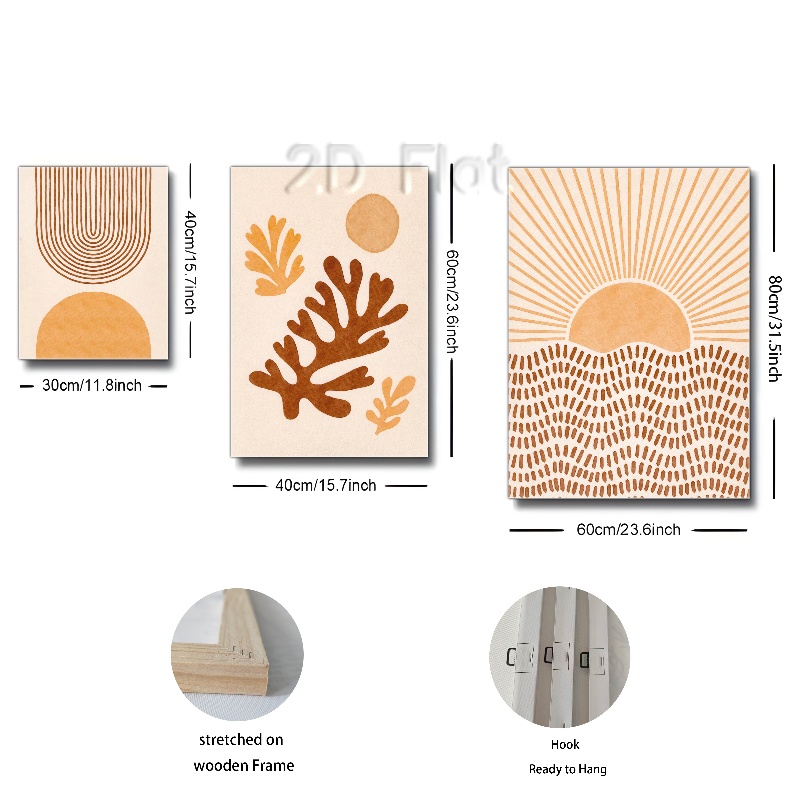 2D Flat
40cm/15.7inch
30cm/11.8inch
60cm/23.6inch
40cm/15.7inch
80cm/31.5inch
60cm/23.6inch
stretched on
wooden Frame
Hook
Ready to Hang